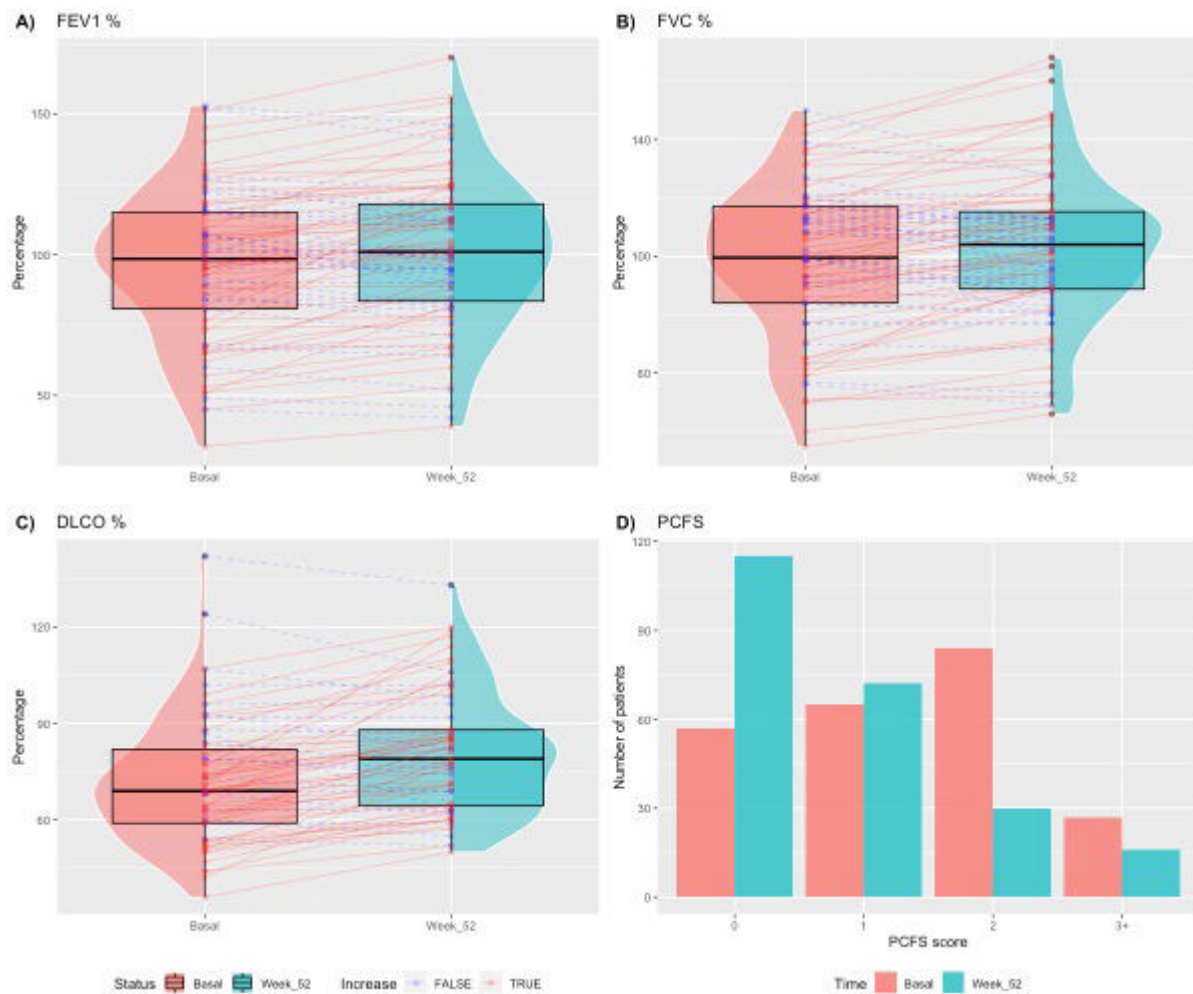 A) FEV1 %
Percentage
150
100
50
Basal
Week_52
B) FVC %
Percentage
140
100
60
Basal
Week_52
C) DLCO %
Percentage
120
90
60
Basal
Week_52
D) PCFS
Number of patients
120
90
60
30
0
0
1
2
3+
PCFS score
Status Basal Week_52 Increase FALSE TRUE
Time Basal Week_52